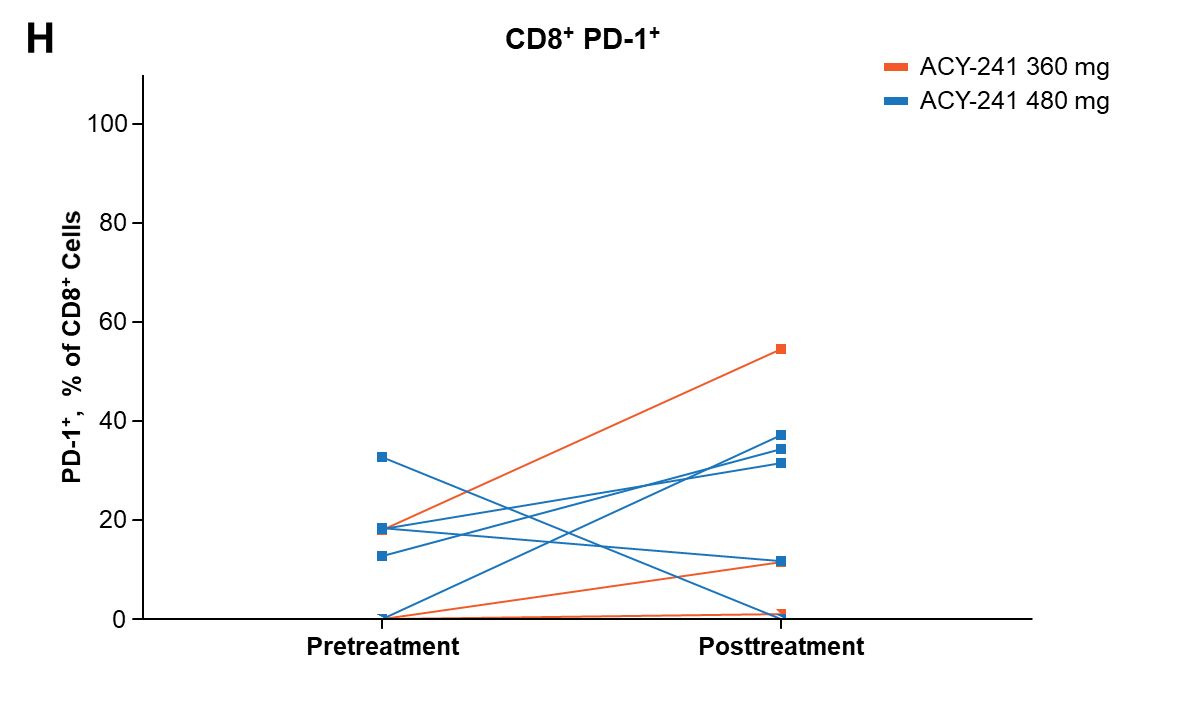 H
CD8⁺ PD-1⁺
ACY-241 360 mg
ACY-241 480 mg
PD-1⁺, % of CD8⁺ Cells
100
80
60
40
20
0
Pretreatment
Posttreatment